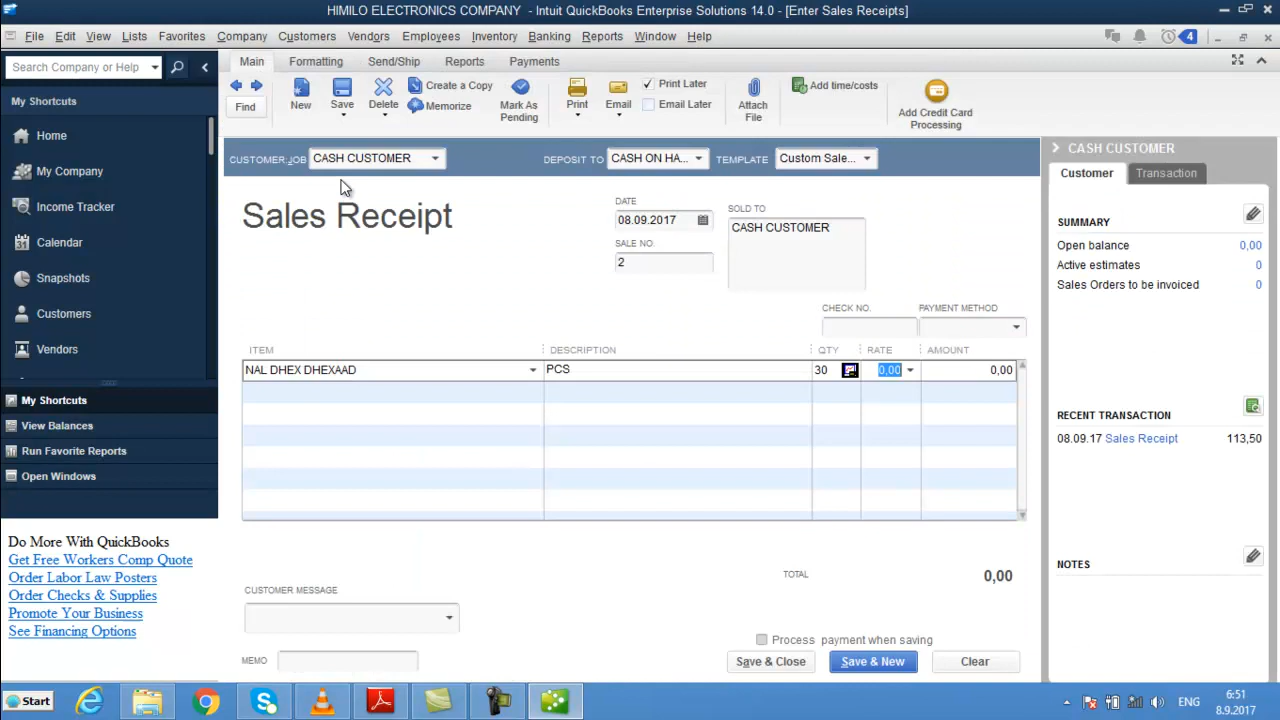 HIMILO ELECTRONICS COMPANY - Intuit QuickBooks Enterprise Solutions 14.0 - [Enter Sales Receipts]
File Edit View Lists Favorites Company Customers Vendors Employees Inventory Banking Reports Window Help
4
Search Company or Help
Main Formatting Send/Ship Reports Payments
Find
New
Save
Delete
Create a Copy
Memorize
Mark As
Pending
Print
Email
Print Later
Email Later
Attach
File
Add time/costs
Add Credit Card
Processing
My Shortcuts
Home
My Company
Income Tracker
Calendar
Snapshots
Customers
Vendors
My Shortcuts
View Balances
Run Favorite Reports
Open Windows
Do More With QuickBooks
Get Free Workers Comp Quote
Order Labor Law Posters
Order Checks & Supplies
Promote Your Business
See Financing Options
CUSTOMER:JOB CASH CUSTOMER DEPOSIT TO CASH ON HA... TEMPLATE Custom Sale...
Sales Receipt
DATE
08.09.2017
SALE NO.
2
SOLD TO
CASH CUSTOMER
CHECK NO. PAYMENT METHOD
ITEM DESCRIPTION QTY RATE AMOUNT
NAL DHEX DHEXAAD PCS 30 0,00 0,00
TOTAL 0,00
CUSTOMER MESSAGE
Process payment when saving
MEMO
Save & Close Save & New Clear
CASH CUSTOMER
Customer Transaction
SUMMARY
Open balance 0,00
Active estimates 0
Sales Orders to be invoiced 0
RECENT TRANSACTION
08.09.17 Sales Receipt 113,50
NOTES
Start
ENG
6:51
8.9.2017